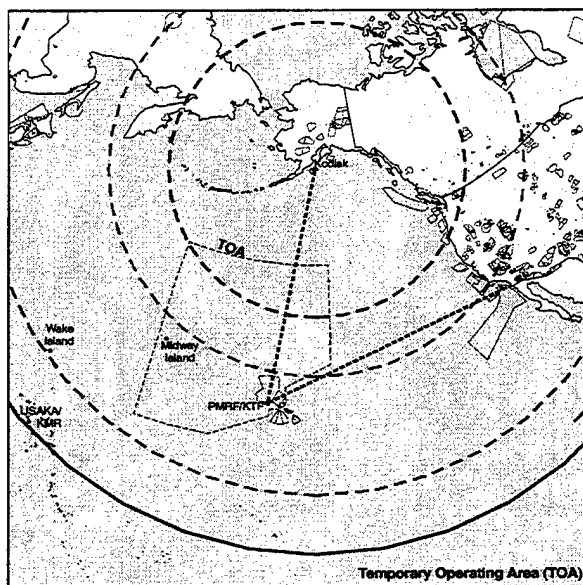 Kodiak
TOA
Wake
Island
Midway
Island
USAKA/
KMR
PMRF/KTF
Temporary Operating Area (TOA)